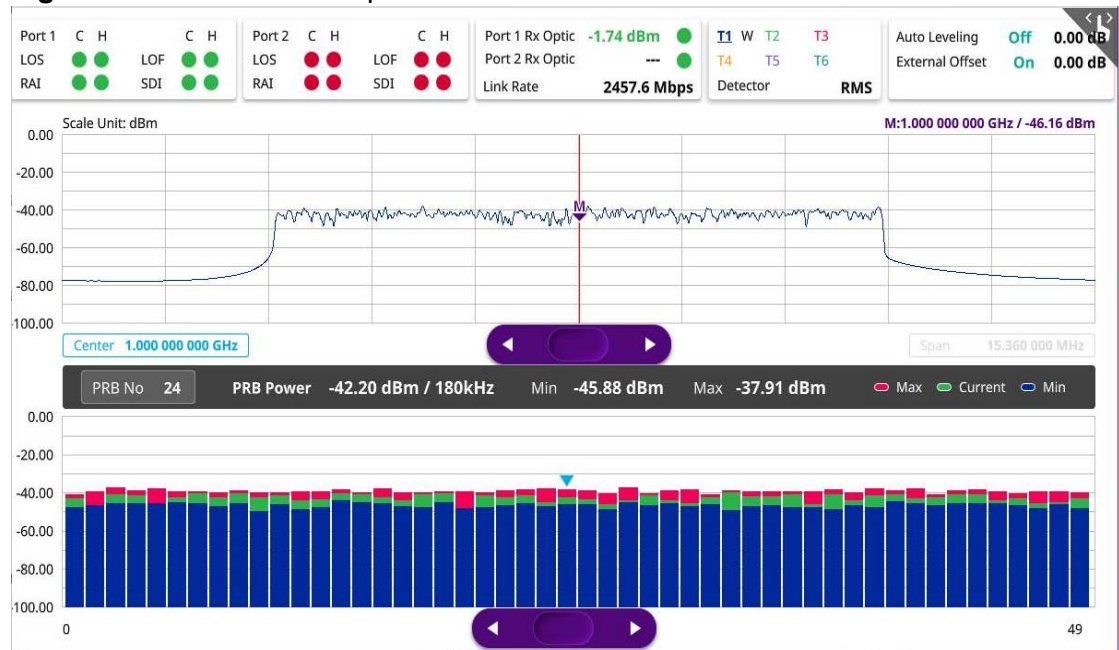 Port 1 C H C H
LOS LOF
RAI SDI
Port 2 C H C H
LOS LOF
RAI SDI
Port 1 Rx Optic -1.74 dBm
Port 2 Rx Optic ---
Link Rate 2457.6 Mbps
T1 W T2 T3
T4 T5 T6
Detector RMS
Auto Leveling Off 0.00 dB
External Offset On 0.00 dB
Scale Unit: dBm M:1.000 000 000 GHz / -46.16 dBm
0.00
-20.00
M
-40.00
-60.00
-80.00
100.00
Center 1.000 000 000 GHz Span 15.360 000 MHz
PRB No 24 PRB Power -42.20 dBm / 180kHz Min -45.88 dBm Max -37.91 dBm Max Current Min
0.00
-20.00
-40.00
-60.00
-80.00
100.00
0 49